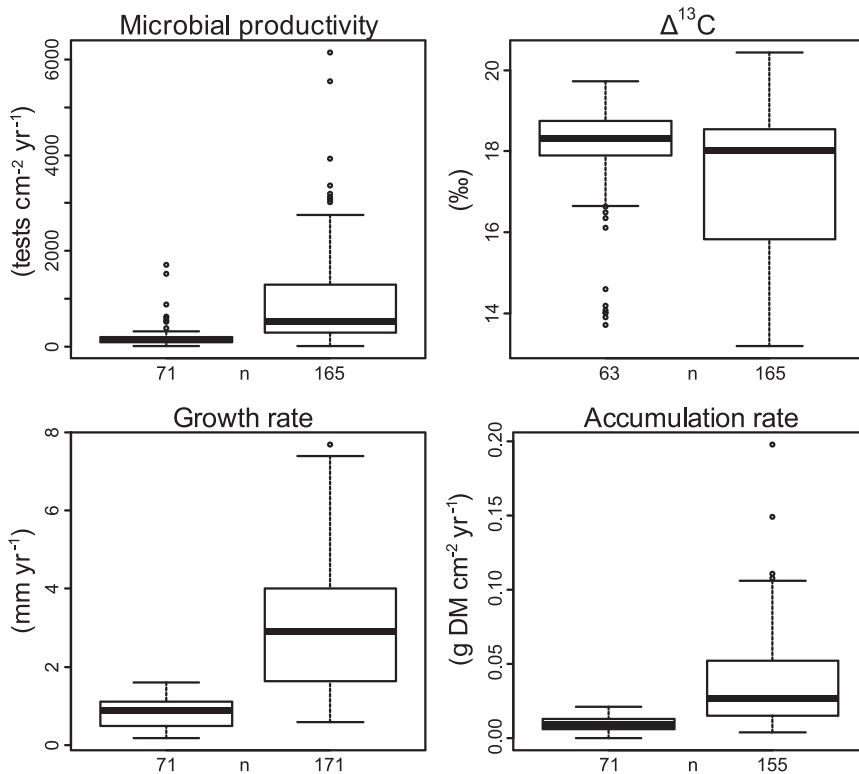 Microbial productivity
(tests cm⁻² yr⁻¹)
6000
4000
2000
0
71 n 165
Δ¹³C
(‰)
20
18
16
14
63 n 165
Growth rate
(mm yr⁻¹)
8
6
4
2
0
71 n 171
Accumulation rate
(g DM cm⁻² yr⁻¹)
0.20
0.15
0.10
0.05
0.00
71 n 155